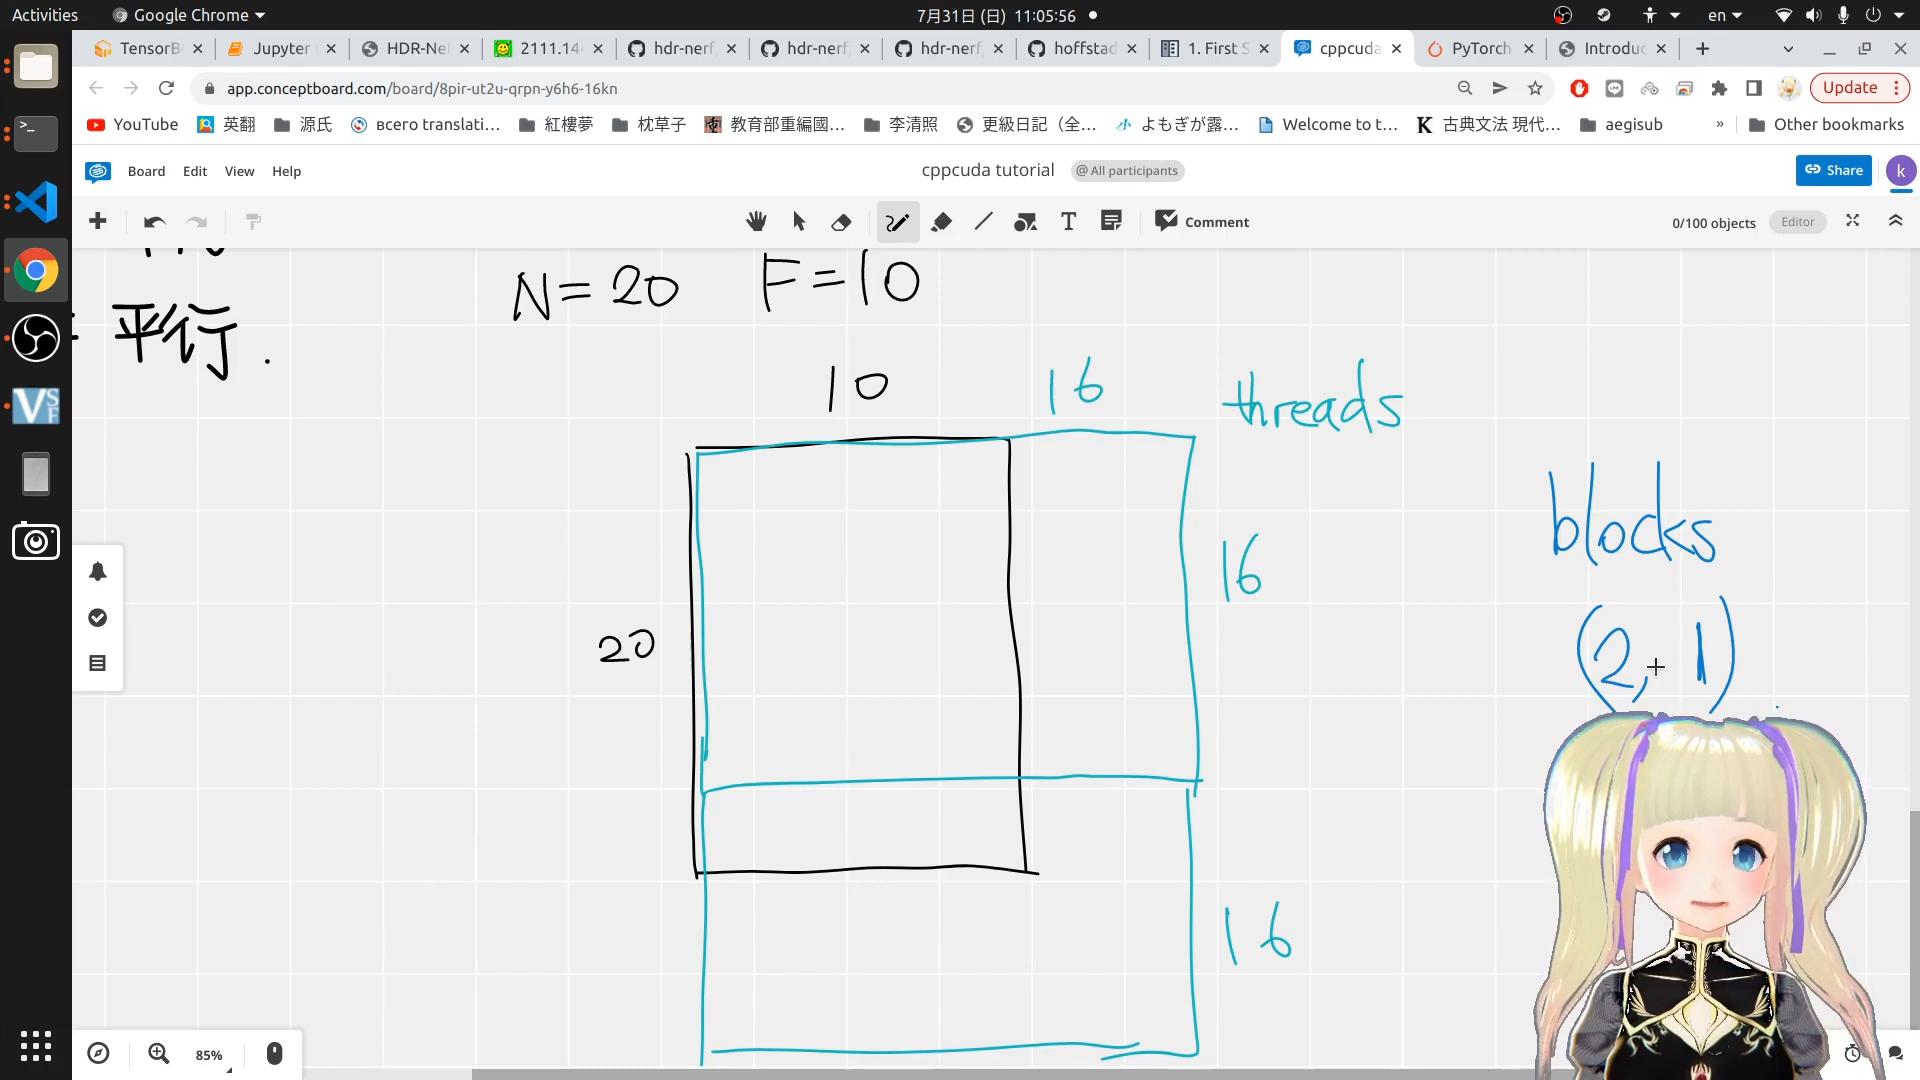 Activities Google Chrome 7月31日 (日) 11:05:56 en
TensorB Jupyter HDR-Nel 2111.144 hdr-nerf hdr-nerf hdr-nerf hoffstad 1. First S cppcuda PyTorch Introduc
app.conceptboard.com/board/8pir-ut2u-qrpn-y6h6-16kn Update
YouTube 英翻 源氏 всего translati... 紅樓夢 枕草子 教育部重編國... 李清照 更級日記（全... よもぎが露... Welcome to t... 古典文法 現代... aegisub » Other bookmarks
Board Edit View Help cppcuda tutorial @ All participants Share k
T Comment 0/100 objects Editor
N = 20 F = 10
平行.
10 16 threads
blocks
16
20
(2, 1)
16
85%